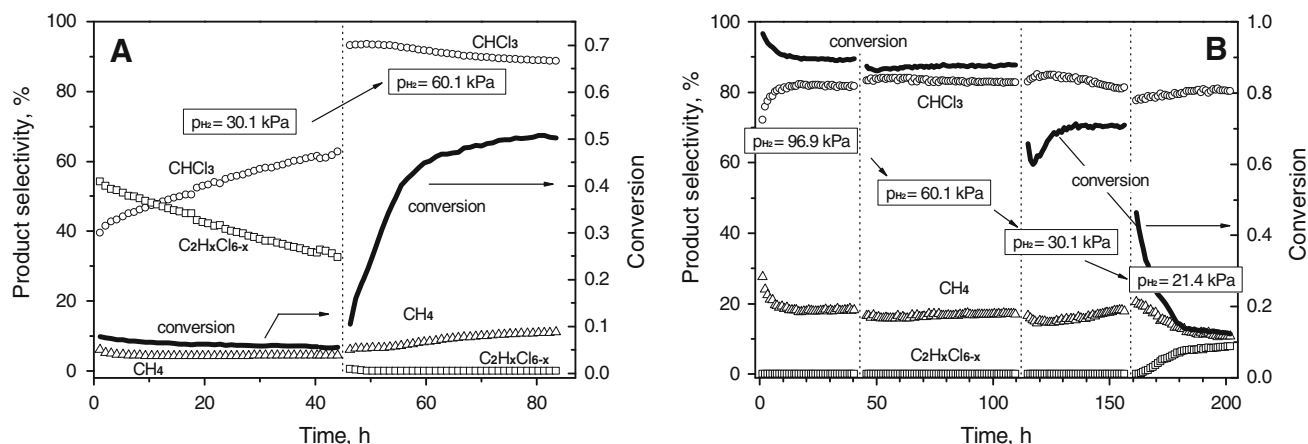 A
100
80
60
40
20
0
Product selectivity, %
0
20
40
60
80
Time, h
0.7
0.6
0.5
0.4
0.3
0.2
0.1
0.0
Conversion
CHCl3
pH2= 60.1 kPa
pH2= 30.1 kPa
CHCl3
conversion
C2HxCl6-x
conversion
CH4
CH4
C2HxCl6-x
B
100
80
60
40
20
0
Product selectivity, %
0
50
100
150
200
Time, h
1.0
0.8
0.6
0.4
0.2
0.0
Conversion
conversion
CHCl3
pH2= 96.9 kPa
pH2= 60.1 kPa
conversion
pH2= 30.1 kPa
pH2= 21.4 kPa
CH4
C2HxCl6-x